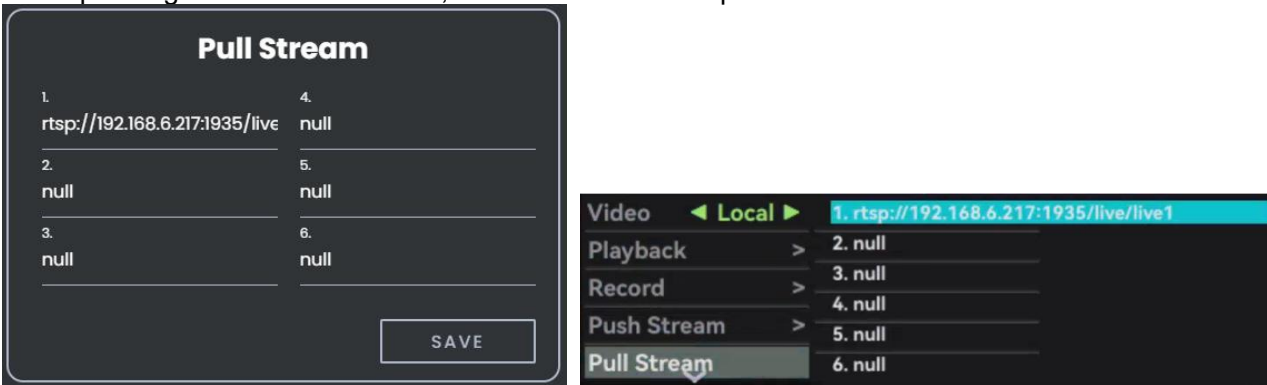 Pull Stream
1.
rtsp://192.168.6.217:1935/live
2.
null
3.
null
4.
null
5.
null
6.
null
SAVE
Video ◀ Local ▶
Playback >
Record >
Push Stream >
Pull Stream
1. rtsp://192.168.6.217:1935/live/live1
2. null
3. null
4. null
5. null
6. null